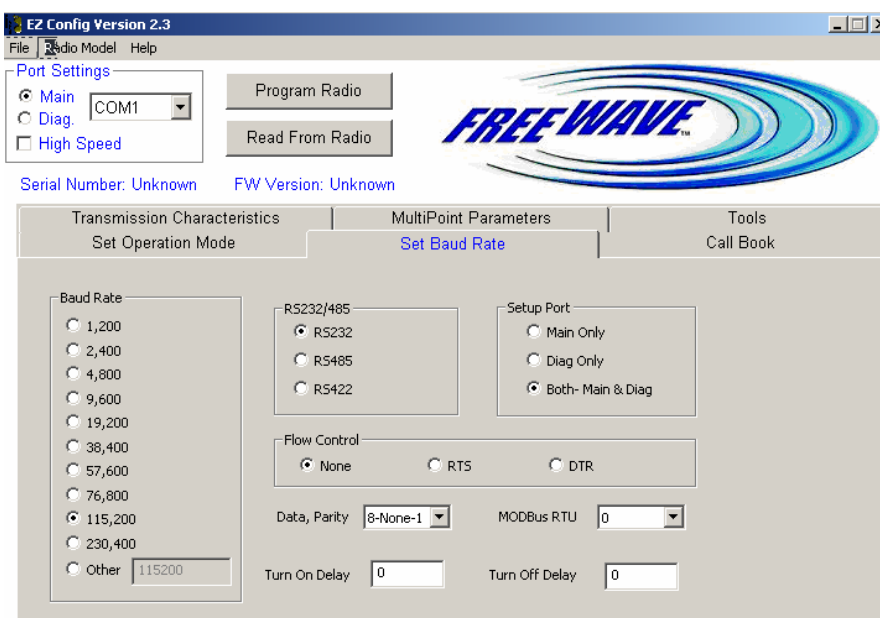 EZ Config Version 2.3
File Radio Model Help
Port Settings
Main
Diag.
COM1
High Speed
Program Radio
Read From Radio
FREEWAVE™
Serial Number: Unknown FW Version: Unknown
Transmission Characteristics MultiPoint Parameters Tools
Set Operation Mode Set Baud Rate Call Book
Baud Rate
1,200
2,400
4,800
9,600
19,200
38,400
57,600
76,800
115,200
230,400
Other 115200
RS232/485
RS232
RS485
RS422
Setup Port
Main Only
Diag Only
Both- Main & Diag
Flow Control
None RTS DTR
Data, Parity 8-None-1 MODBus RTU 0
Turn On Delay 0 Turn Off Delay 0